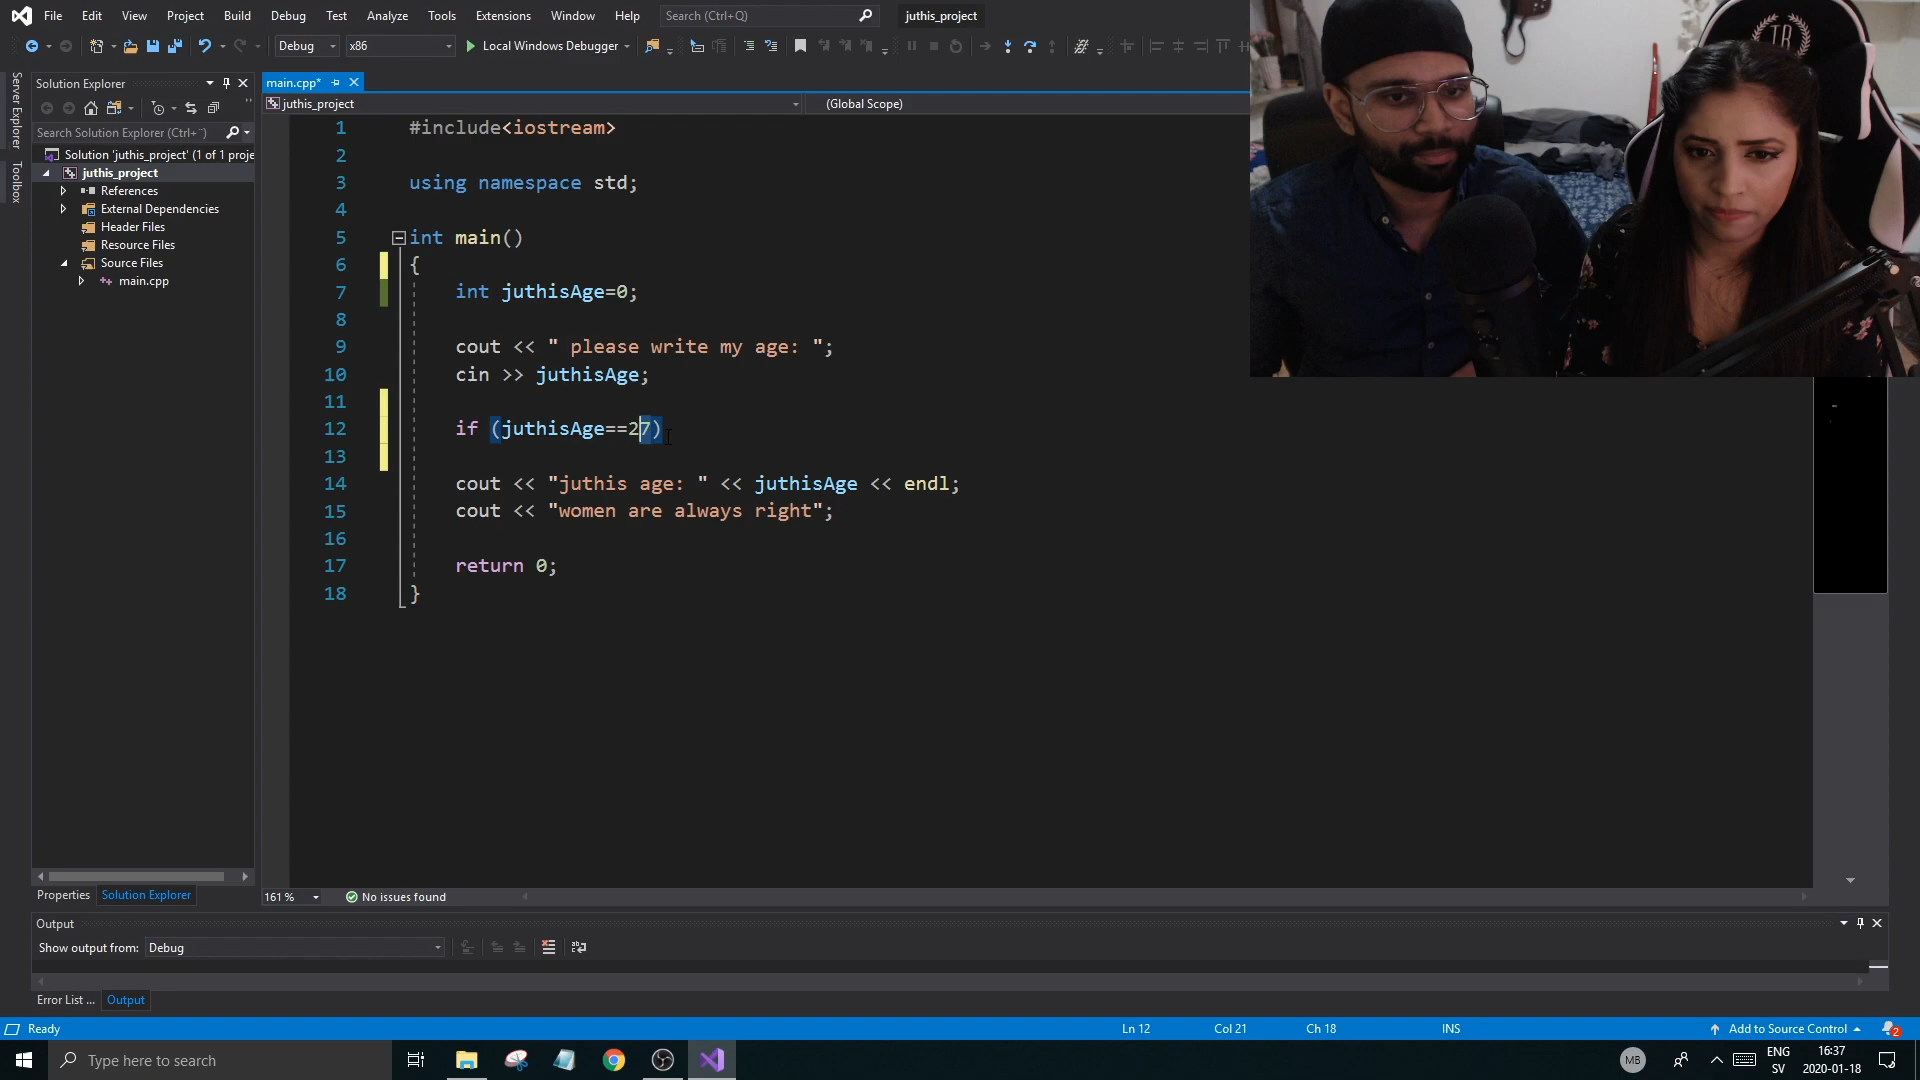 File Edit View Project Build Debug Test Analyze Tools Extensions Window Help Search (Ctrl+Q) juthis_project
Debug x86 Local Windows Debugger
Server Explorer
Toolbox
Solution Explorer
Search Solution Explorer (Ctrl+¨)
Solution 'juthis_project' (1 of 1 proje
juthis_project
References
External Dependencies
Header Files
Resource Files
Source Files
main.cpp
Properties Solution Explorer
main.cpp*
juthis_project (Global Scope)
1 #include<iostream>
2
3 using namespace std;
4
5 int main()
6 {
7 int juthisAge=0;
8
9 cout << " please write my age: ";
10 cin >> juthisAge;
11
12 if (juthisAge==27)
13
14 cout << "juthis age: " << juthisAge << endl;
15 cout << "women are always right";
16
17 return 0;
18 }
TB
161 % No issues found
Output
Show output from: Debug
Error List ... Output
Ready Ln 12 Col 21 Ch 18 INS Add to Source Control 2
Type here to search MB ENG 16:37
SV 2020-01-18